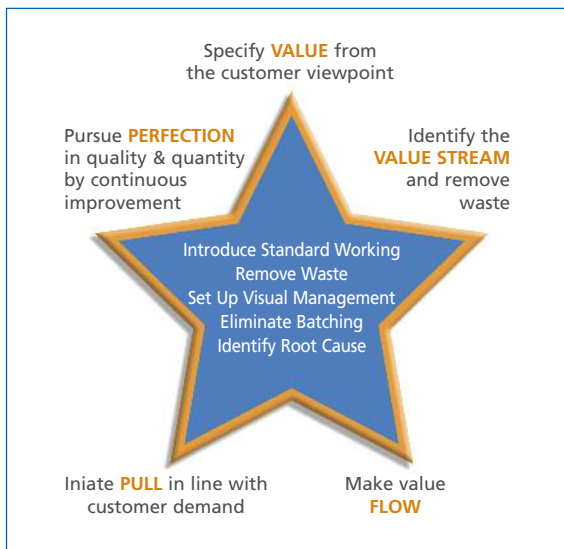 Specify VALUE from
the customer viewpoint
Pursue PERFECTION
in quality & quantity
by continuous
improvement
Identify the
VALUE STREAM
and remove
waste
Introduce Standard Working
Remove Waste
Set Up Visual Management
Eliminate Batching
Identify Root Cause
Iniate PULL in line with
customer demand
Make value
FLOW